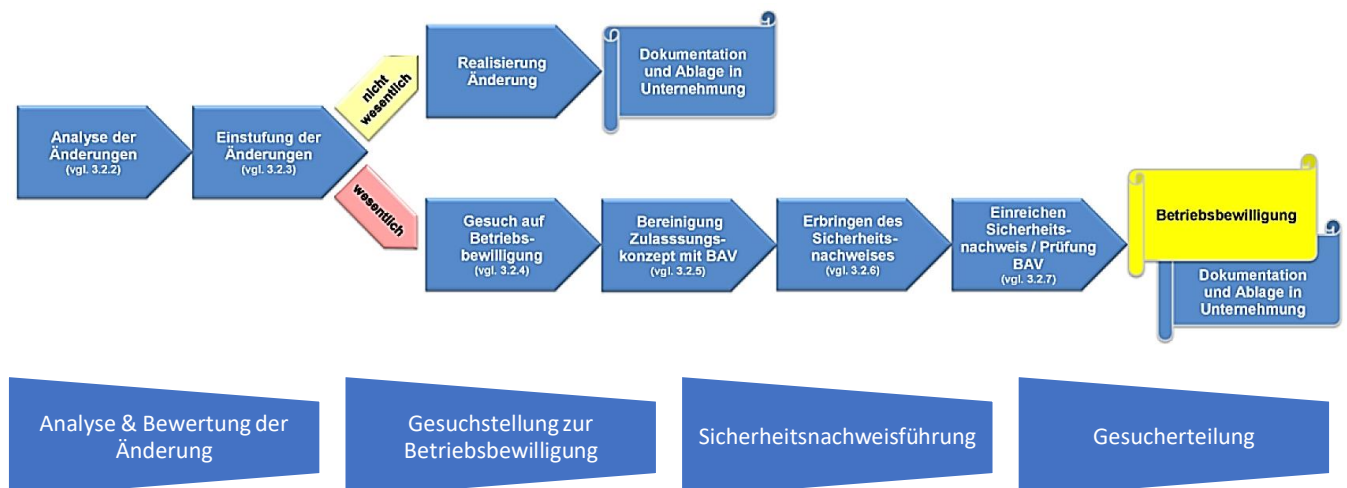 Realisierung
Änderung
Dokumentation
und Ablage in
Unternehmung
nicht
wesentlich
Analyse der
Änderungen
(vgl. 3.2.2)
Einstufung der
Änderungen
(vgl. 3.2.3)
wesentlich
Gesuch auf
Betriebs-
bewilligung
(vgl. 3.2.4)
Bereinigung
Zulasssungs-
konzept mit BAV
(vgl. 3.2.5)
Erbringen des
Sicherheits-
nachweises
(vgl. 3.2.6)
Einreichen
Sicherheits-
nachweis / Prüfung
BAV
(vgl. 3.2.7)
Betriebsbewilligung
Dokumentation
und Ablage in
Unternehmung
Analyse & Bewertung der
Änderung
Gesuchstellung zur
Betriebsbewilligung
Sicherheitsnachweisführung
Gesucherteilung